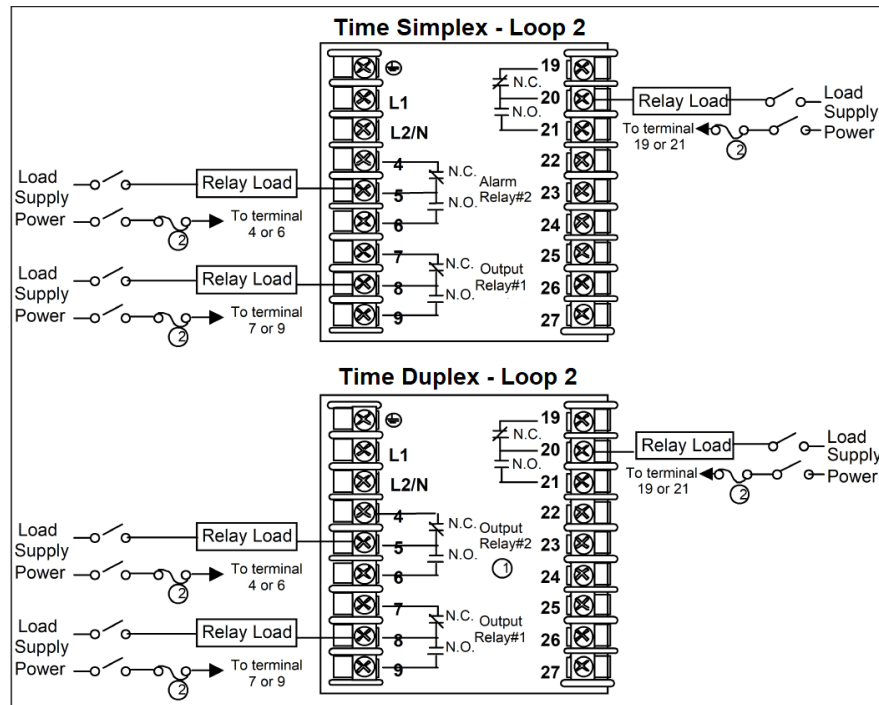 Time Simplex - Loop 2
L1
L2/N
4
5
6
7
8
9
N.C.
N.O.
Alarm
Relay#2
N.C.
N.O.
Output
Relay#1
19
20
21
22
23
24
25
26
27
N.C.
N.O.
Load
Supply
Power
Relay Load
2
To terminal
4 or 6
Load
Supply
Power
Relay Load
2
To terminal
7 or 9
Relay Load
Load
Supply
Power
To terminal
19 or 21
2
Time Duplex - Loop 2
L1
L2/N
4
5
6
7
8
9
N.C.
N.O.
Output
Relay#2
1
N.C.
N.O.
Output
Relay#1
19
20
21
22
23
24
25
26
27
N.C.
N.O.
Load
Supply
Power
Relay Load
2
To terminal
4 or 6
Load
Supply
Power
Relay Load
2
To terminal
7 or 9
Relay Load
Load
Supply
Power
To terminal
19 or 21
2